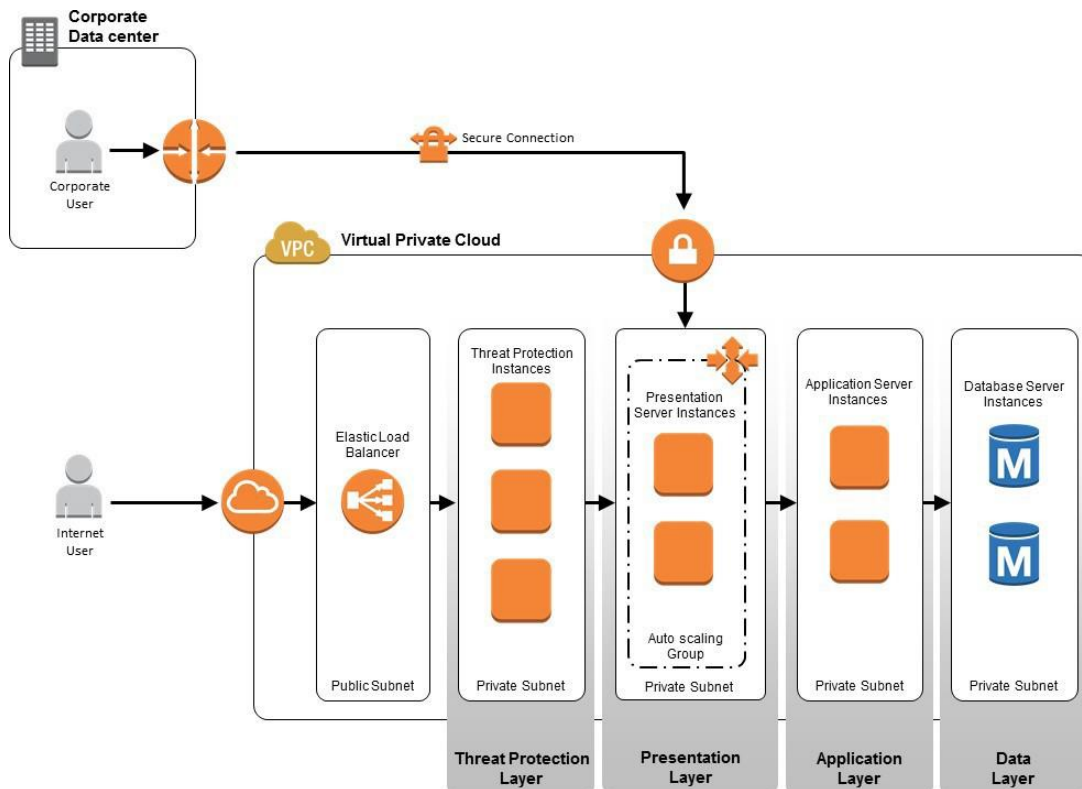 Corporate
Data center
Corporate
User
Secure Connection
VPC
Virtual Private Cloud
Internet
User
Elastic Load
Balancer
Public Subnet
Threat Protection
Instances
Private Subnet
Presentation
Server Instances
Auto scaling
Group
Private Subnet
Application Server
Instances
Private Subnet
Database Server
Instances
M
M
Private Subnet
Threat Protection
Layer
Presentation
Layer
Application
Layer
Data
Layer